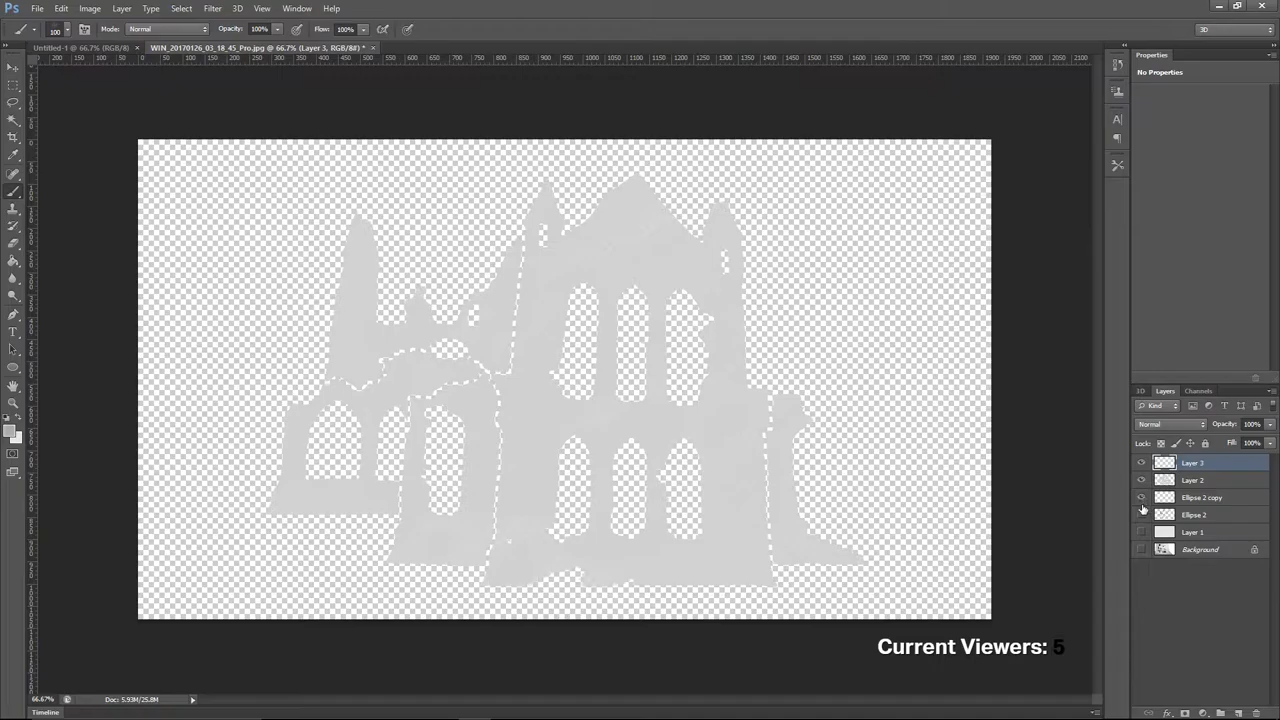 Ps File Edit Image Layer Type Select Filter 3D View Window Help
100 Mode: Normal Opacity: 100% Flow: 100% 3D
Untitled-1 @ 66.7% (RGB/8) × WIN_20170126_03_18_45_Pro.jpg @ 66.7% (Layer 3, RGB/8#) * ×
Properties
No Properties
3D Layers Channels
Kind
Normal Opacity: 100%
Lock: Fill: 100%
Layer 3
Layer 2
Ellipse 2 copy
Ellipse 2
Layer 1
Background
Current Viewers: 5
66.67% Doc: 5.93M/25.8M
Timeline